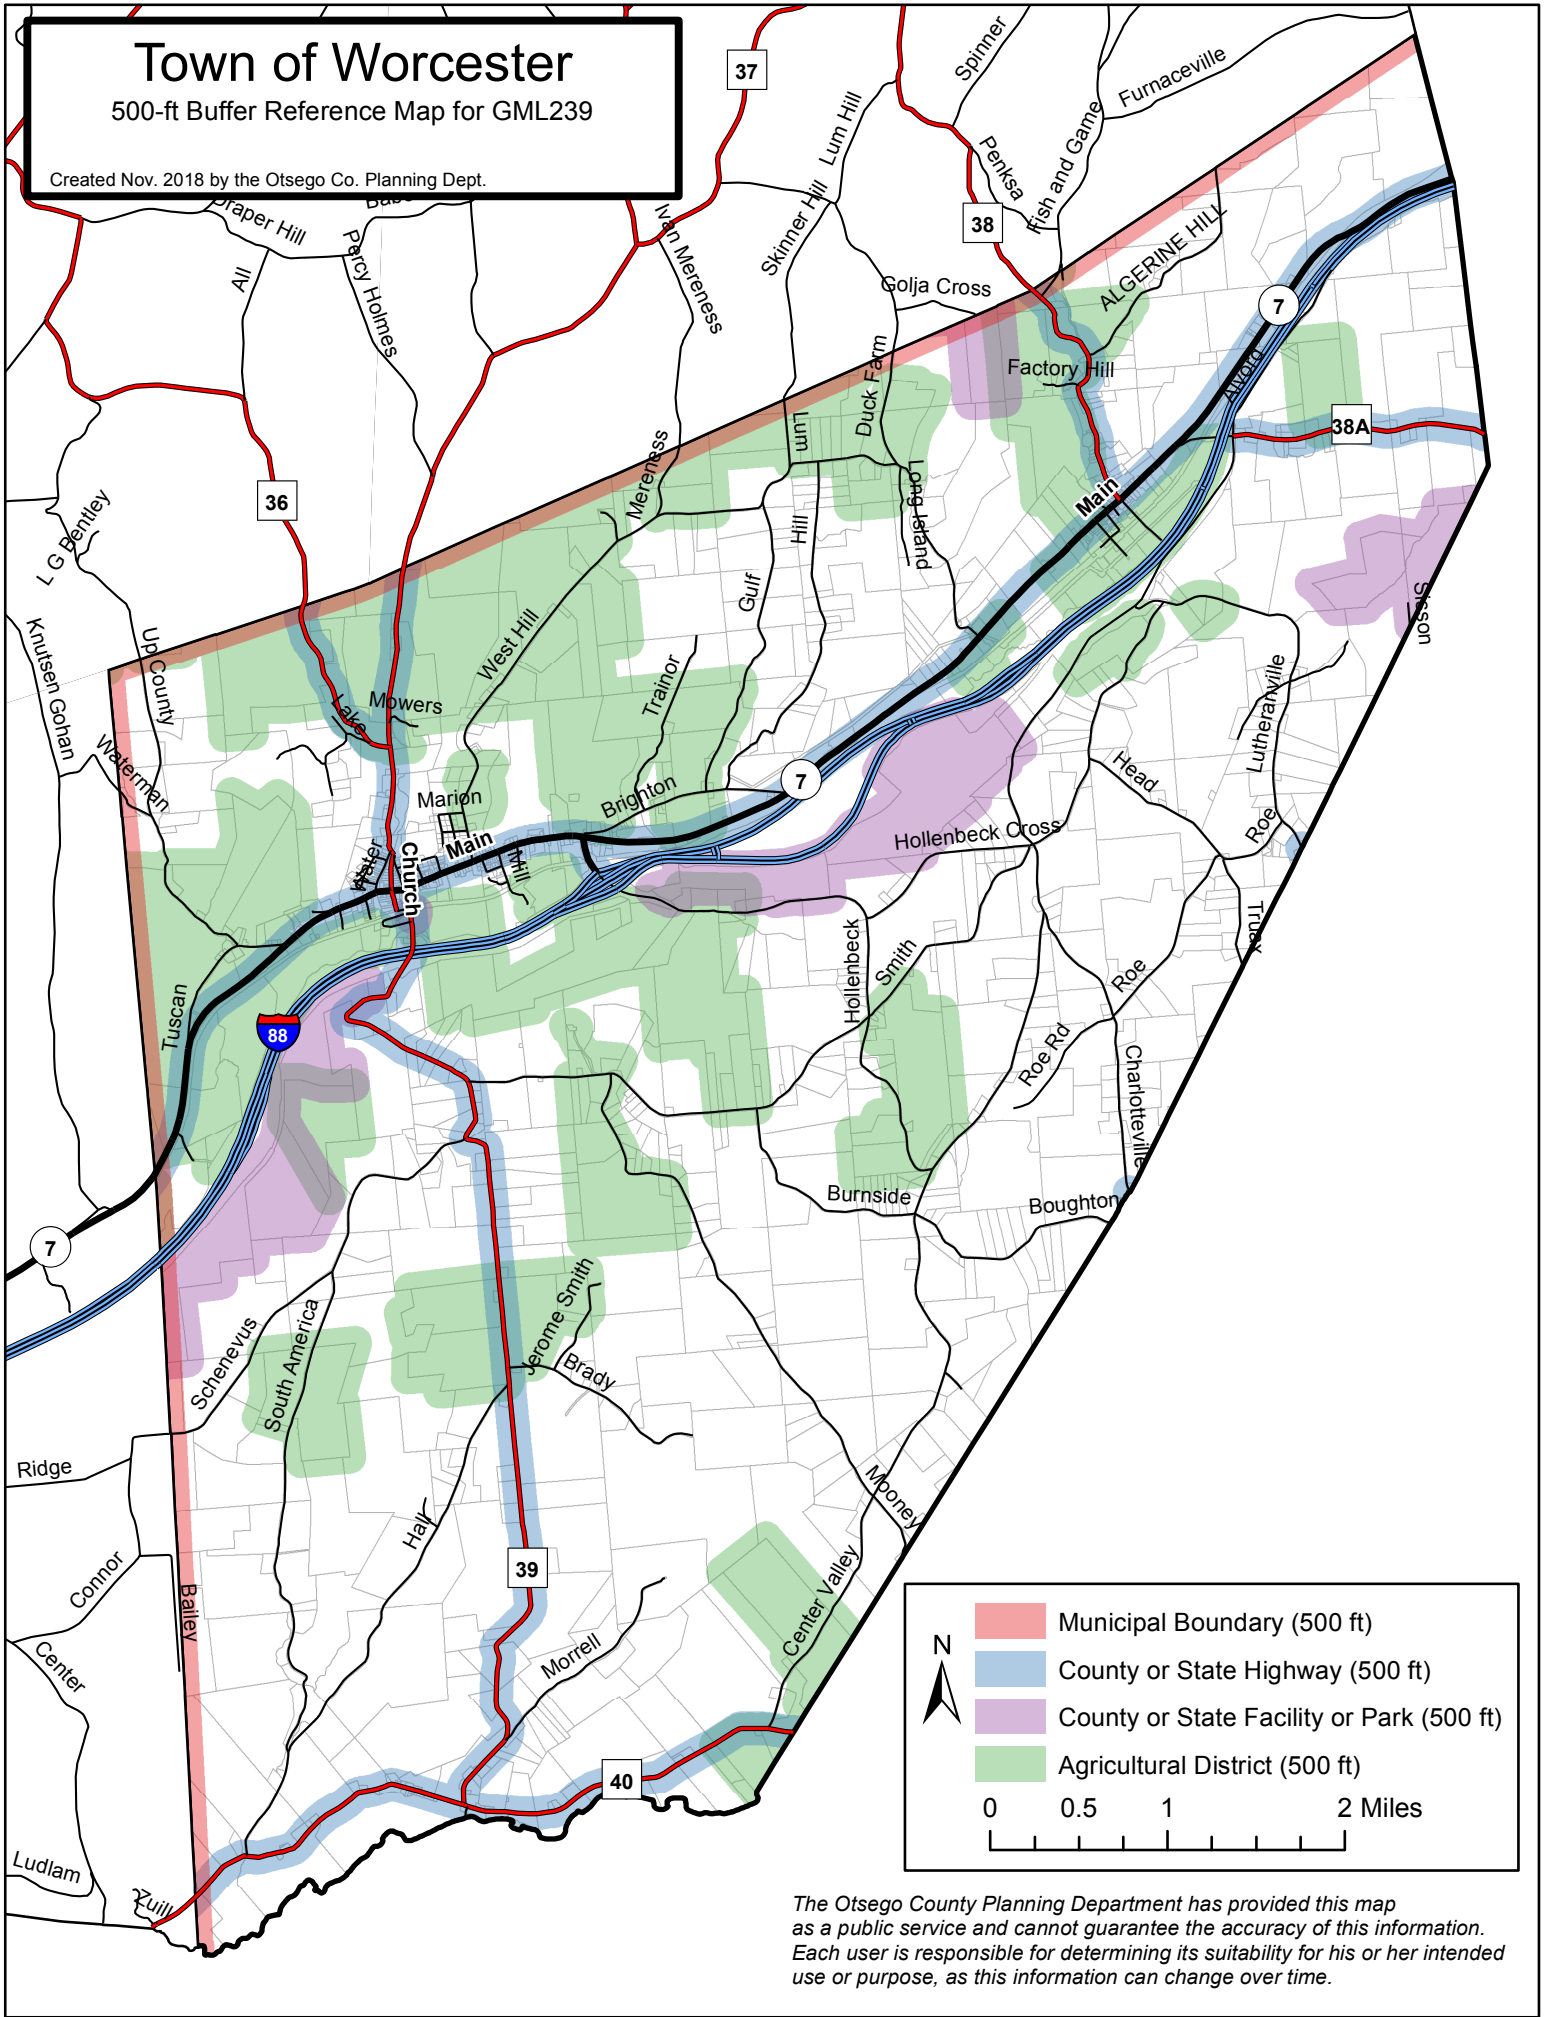 Town of Worcester
500-ft Buffer Reference Map for GML239
Created Nov. 2018 by the Otsego Co. Planning Dept.
37
Spinner
Furnaceville
Lum Hill
Fish and Game
Penksa
Skinner Hill
38
Draper Hill
Ivan Mereness
ALGERINE HILL
All
Percy Holmes
Golja Cross
7
Factory Hill
Alvord
Duck Farm
38A
Lum
36
Mereness
Long Island
Main
L G Bentley
Hill
Gulf
Sisson
Knutsen Gohan
Up County
West Hill
Trainor
Lutheranville
Mowers
Lake
Waterman
Head
7
Marion
Brighton
Roe
Hollenbeck Cross
Main
Water
Church
Mill
Truax
Hollenbeck
Smith
Roe
Tuscan
88
Roe Rd
Charlotteville
Burnside
Boughton
7
Jerome Smith
Schenevus
South America
Brady
Ridge
Mooney
Hall
39
Connor
Bailey
Center Valley
Center
Morrell
40
Ludlam
Zuill
N
Municipal Boundary (500 ft)
County or State Highway (500 ft)
County or State Facility or Park (500 ft)
Agricultural District (500 ft)
0 0.5 1 2 Miles
The Otsego County Planning Department has provided this map
as a public service and cannot guarantee the accuracy of this information.
Each user is responsible for determining its suitability for his or her intended
use or purpose, as this information can change over time.